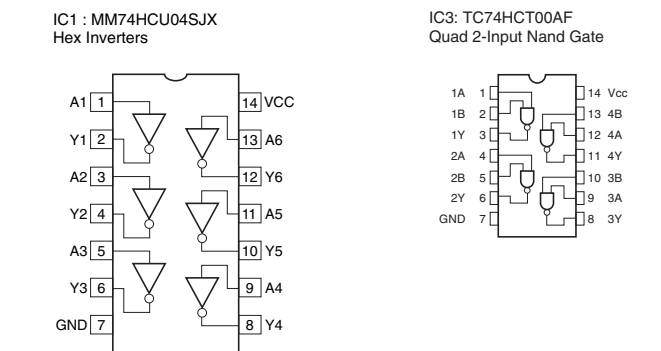 IC1 : MM74HCU04SJX
Hex Inverters
A1 1
Y1 2
A2 3
Y2 4
A3 5
Y3 6
GND 7
14 VCC
13 A6
12 Y6
11 A5
10 Y5
9 A4
8 Y4
IC3: TC74HCT00AF
Quad 2-Input Nand Gate
1A 1
1B 2
1Y 3
2A 4
2B 5
2Y 6
GND 7
14 Vcc
13 4B
12 4A
11 4Y
10 3B
9 3A
8 3Y